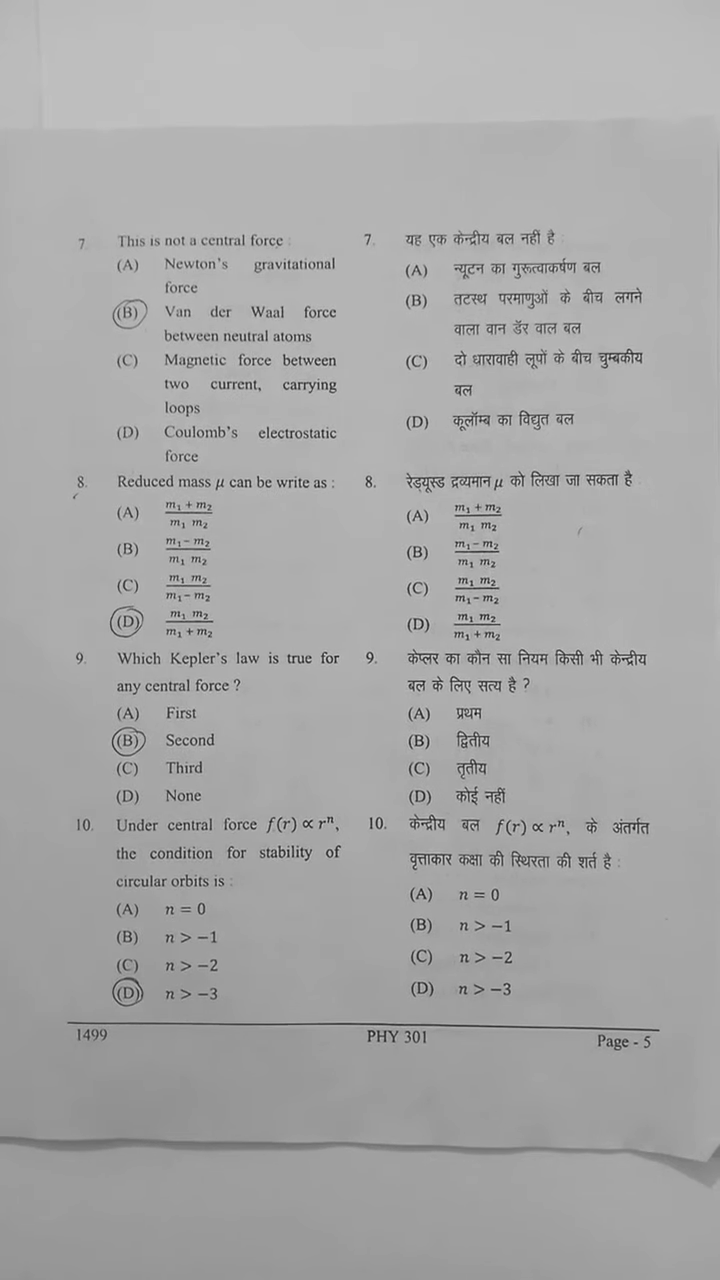 7. This is not a central force :
(A) Newton's gravitational
force
(B) Van der Waal force
between neutral atoms
(C) Magnetic force between
two current, carrying
loops
(D) Coulomb's electrostatic
force
8. Reduced mass μ can be write as :
(A) m₁ + m₂ / m₁ m₂
(B) m₁ − m₂ / m₁ m₂
(C) m₁ m₂ / m₁ − m₂
(D) m₁ m₂ / m₁ + m₂
9. Which Kepler's law is true for
any central force ?
(A) First
(B) Second
(C) Third
(D) None
10. Under central force f(r) ∝ rⁿ,
the condition for stability of
circular orbits is :
(A) n = 0
(B) n > −1
(C) n > −2
(D) n > −3
7. यह एक केन्द्रीय बल नहीं है :
(A) न्यूटन का गुरूत्वाकर्षण बल
(B) तटस्थ परमाणुओं के बीच लगने
वाला वान डॅर वाल बल
(C) दो धारावाही लूपों के बीच चुम्बकीय
बल
(D) कूलॉम्ब का विद्युत बल
8. रेड्यूस्ड द्रव्यमान μ को लिखा जा सकता है
(A) m₁ + m₂ / m₁ m₂
(B) m₁ − m₂ / m₁ m₂
(C) m₁ m₂ / m₁ − m₂
(D) m₁ m₂ / m₁ + m₂
9. केप्लर का कौन सा नियम किसी भी केन्द्रीय
बल के लिए सत्य है ?
(A) प्रथम
(B) द्वितीय
(C) तृतीय
(D) कोई नहीं
10. केन्द्रीय बल f(r) ∝ rⁿ, के अंतर्गत
वृत्ताकार कक्षा की स्थिरता की शर्त है :
(A) n = 0
(B) n > −1
(C) n > −2
(D) n > −3
1499 PHY 301 Page - 5